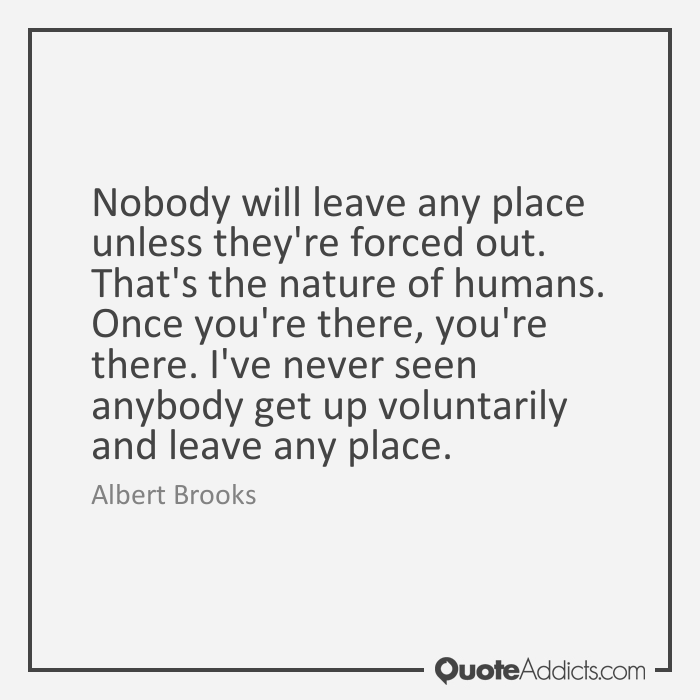 Nobody will leave any place
unless they're forced out.
That's the nature of humans.
Once you're there, you're
there. I've never seen
anybody get up voluntarily
and leave any place.
Albert Brooks
QuoteAddicts.com